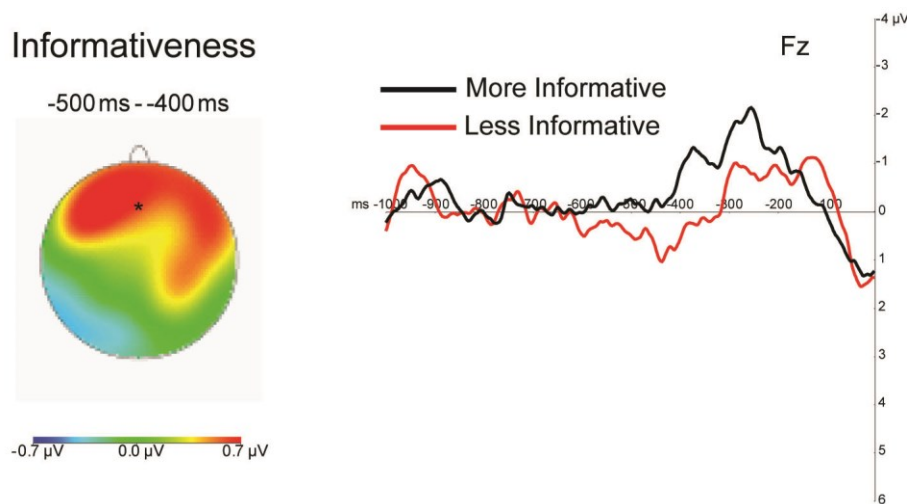 Informativeness
-500 ms - -400 ms
*
-0.7 µV 0.0 µV 0.7 µV
Fz
More Informative
Less Informative
-4 µV
-3
-2
-1
0
1
2
3
4
5
6
ms -1000 -900 -800 -700 -600 -500 -400 -300 -200 -100